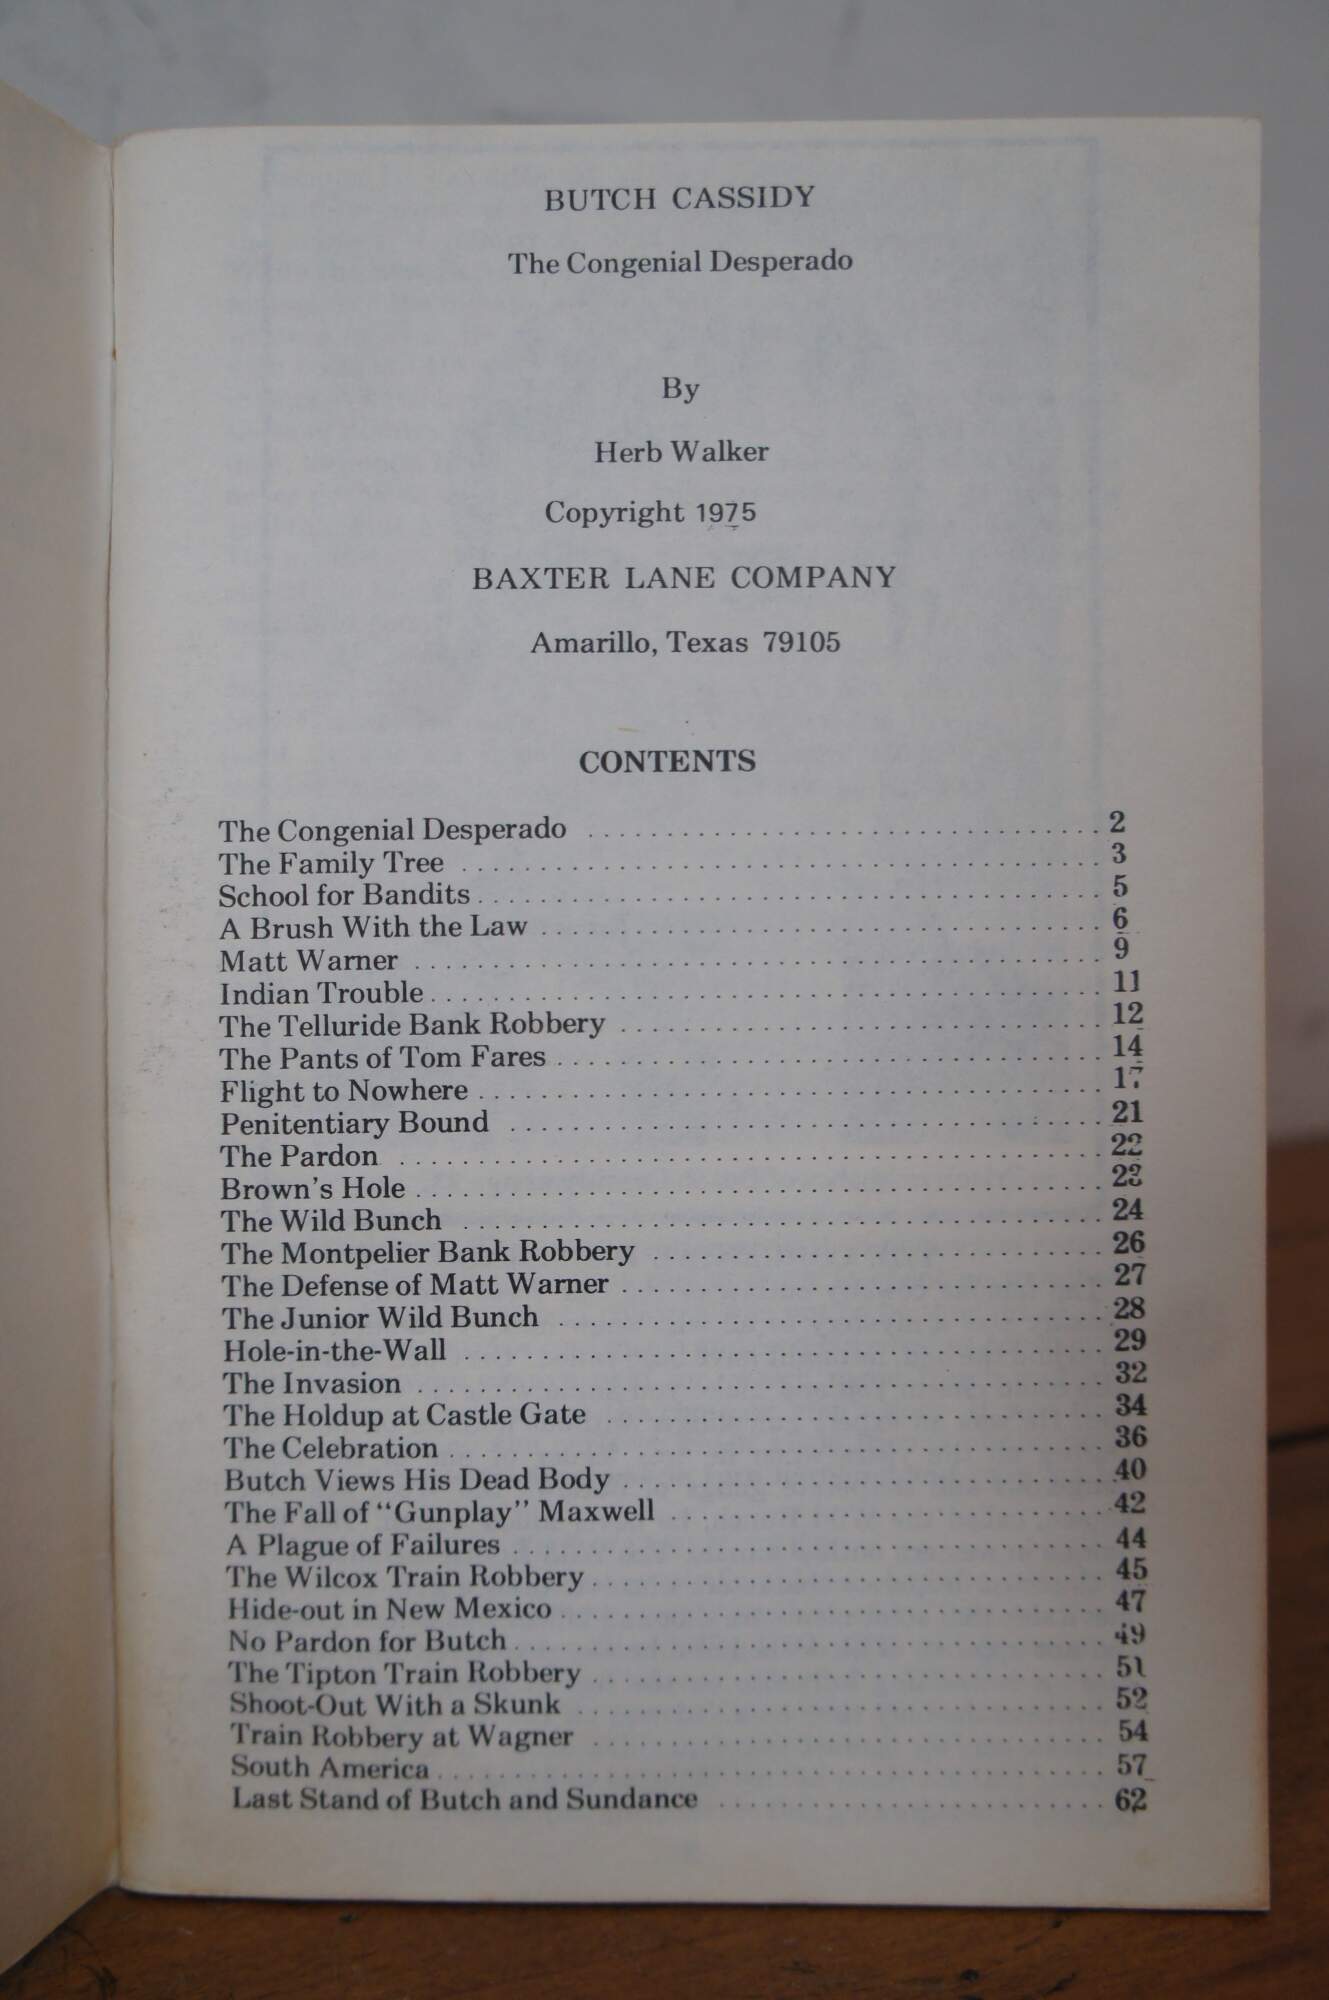 BUTCH CASSIDY
The Congenial Desperado
By
Herb Walker
Copyright 1975
BAXTER LANE COMPANY
Amarillo, Texas 79105
CONTENTS
The Congenial Desperado . . . . . . . . . . . . . . . . . . . . . . . . . . . . . . . . . 2
The Family Tree . . . . . . . . . . . . . . . . . . . . . . . . . . . . . . . . . . . . . . . . 3
School for Bandits . . . . . . . . . . . . . . . . . . . . . . . . . . . . . . . . . . . . . . . 5
A Brush With the Law . . . . . . . . . . . . . . . . . . . . . . . . . . . . . . . . . . . 6
Matt Warner . . . . . . . . . . . . . . . . . . . . . . . . . . . . . . . . . . . . . . . . . . . 9
Indian Trouble . . . . . . . . . . . . . . . . . . . . . . . . . . . . . . . . . . . . . . . . . . 11
The Telluride Bank Robbery . . . . . . . . . . . . . . . . . . . . . . . . . . . . . . . 12
The Pants of Tom Fares . . . . . . . . . . . . . . . . . . . . . . . . . . . . . . . . . . 14
Flight to Nowhere . . . . . . . . . . . . . . . . . . . . . . . . . . . . . . . . . . . . . . . 17
Penitentiary Bound . . . . . . . . . . . . . . . . . . . . . . . . . . . . . . . . . . . . . 21
The Pardon . . . . . . . . . . . . . . . . . . . . . . . . . . . . . . . . . . . . . . . . . . . . 22
Brown's Hole . . . . . . . . . . . . . . . . . . . . . . . . . . . . . . . . . . . . . . . . . . . 23
The Wild Bunch . . . . . . . . . . . . . . . . . . . . . . . . . . . . . . . . . . . . . . . . 24
The Montpelier Bank Robbery . . . . . . . . . . . . . . . . . . . . . . . . . . . . . 26
The Defense of Matt Warner . . . . . . . . . . . . . . . . . . . . . . . . . . . . . . . 27
The Junior Wild Bunch . . . . . . . . . . . . . . . . . . . . . . . . . . . . . . . . . . 28
Hole-in-the-Wall . . . . . . . . . . . . . . . . . . . . . . . . . . . . . . . . . . . . . . . . 29
The Invasion . . . . . . . . . . . . . . . . . . . . . . . . . . . . . . . . . . . . . . . . . . . 32
The Holdup at Castle Gate . . . . . . . . . . . . . . . . . . . . . . . . . . . . . . . . 34
The Celebration . . . . . . . . . . . . . . . . . . . . . . . . . . . . . . . . . . . . . . . . . 36
Butch Views His Dead Body . . . . . . . . . . . . . . . . . . . . . . . . . . . . . . . 40
The Fall of "Gunplay" Maxwell . . . . . . . . . . . . . . . . . . . . . . . . . . . . 42
A Plague of Failures . . . . . . . . . . . . . . . . . . . . . . . . . . . . . . . . . . . . . 44
The Wilcox Train Robbery . . . . . . . . . . . . . . . . . . . . . . . . . . . . . . . . 45
Hide-out in New Mexico . . . . . . . . . . . . . . . . . . . . . . . . . . . . . . . . . . 47
No Pardon for Butch . . . . . . . . . . . . . . . . . . . . . . . . . . . . . . . . . . . . . 49
The Tipton Train Robbery . . . . . . . . . . . . . . . . . . . . . . . . . . . . . . . . 51
Shoot-Out With a Skunk . . . . . . . . . . . . . . . . . . . . . . . . . . . . . . . . . 52
Train Robbery at Wagner . . . . . . . . . . . . . . . . . . . . . . . . . . . . . . . . 54
South America . . . . . . . . . . . . . . . . . . . . . . . . . . . . . . . . . . . . . . . . . . 57
Last Stand of Butch and Sundance . . . . . . . . . . . . . . . . . . . . . . . . . 62